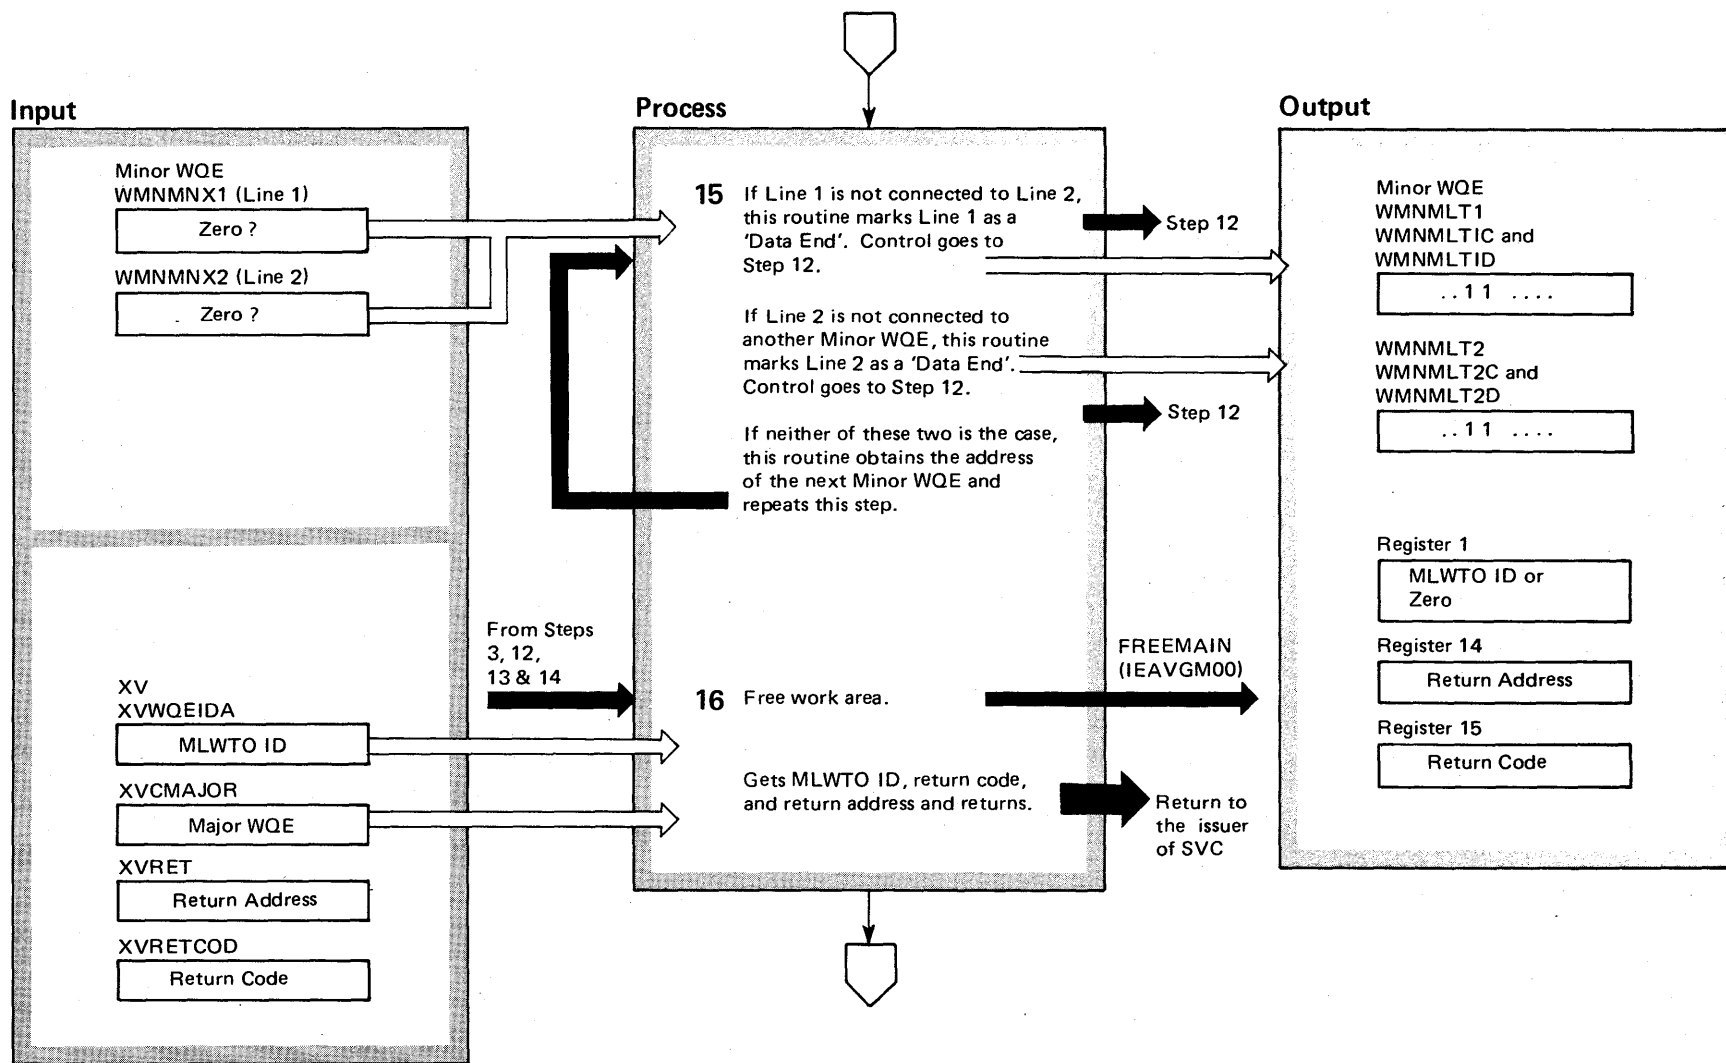 Input
Minor WQE
WMNMNX1 (Line 1)
Zero ?
WMNMNX2 (Line 2)
Zero ?
XV
XVWQEIDA
MLWTO ID
XVCMAJOR
Major WQE
XVRET
Return Address
XVRETCOD
Return Code
From Steps
3, 12,
13 & 14
Process
15 If Line 1 is not connected to Line 2,
this routine marks Line 1 as a
'Data End'. Control goes to
Step 12.
Step 12
If Line 2 is not connected to
another Minor WQE, this routine
marks Line 2 as a 'Data End'.
Control goes to Step 12.
Step 12
If neither of these two is the case,
this routine obtains the address
of the next Minor WQE and
repeats this step.
16 Free work area.
FREEMAIN
(IEAVGM00)
Gets MLWTO ID, return code,
and return address and returns.
Return to
the issuer
of SVC
Output
Minor WQE
WMNMLT1
WMNMLTIC and
WMNMLTID
..11 ....
WMNMLT2
WMNMLT2C and
WMNMLT2D
..11 ....
Register 1
MLWTO ID or
Zero
Register 14
Return Address
Register 15
Return Code